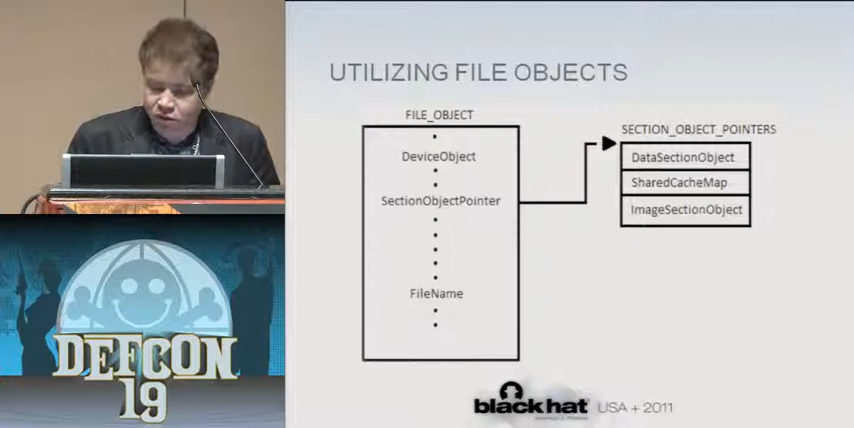 UTILIZING FILE OBJECTS
FILE_OBJECT
DeviceObject
SectionObjectPointer
FileName
SECTION_OBJECT_POINTERS
DataSectionObject
SharedCacheMap
ImageSectionObject
DEFCON
19
black hat
USA + 2011